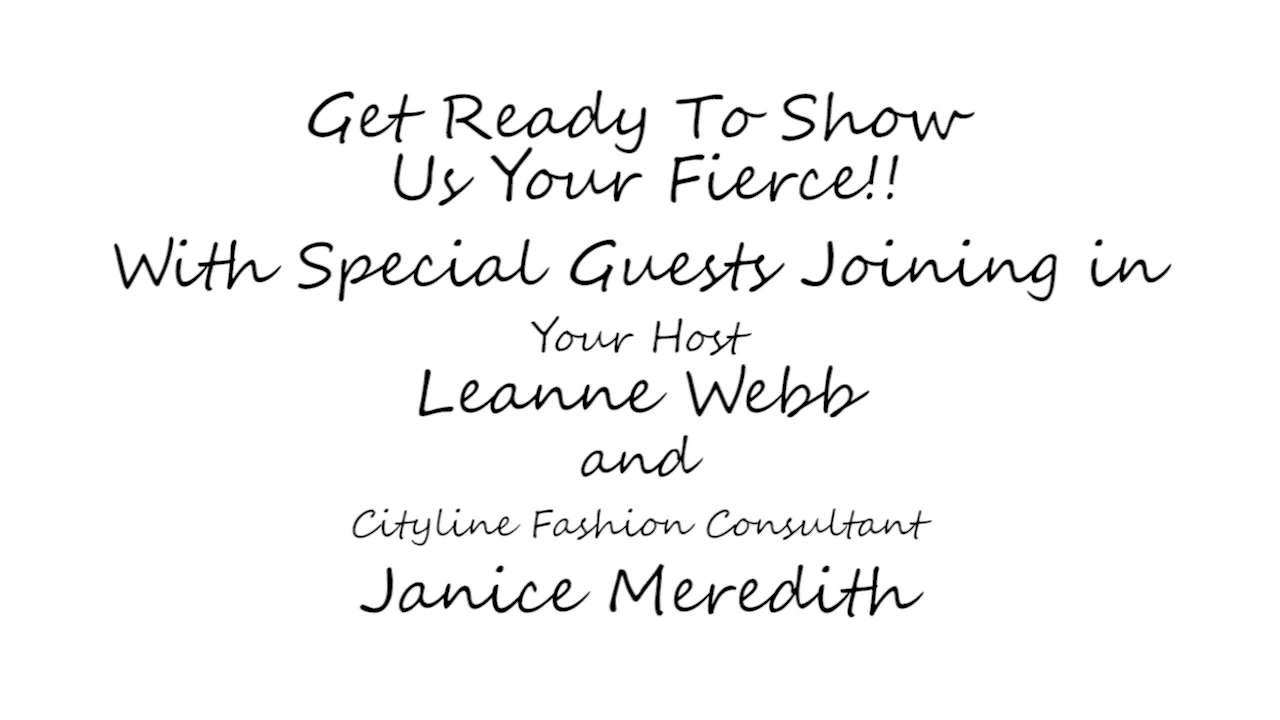 Get Ready To Show
Us Your Fierce!!
With Special Guests Joining in
Your Host
Leanne Webb
and
Cityline Fashion Consultant
Janice Meredith